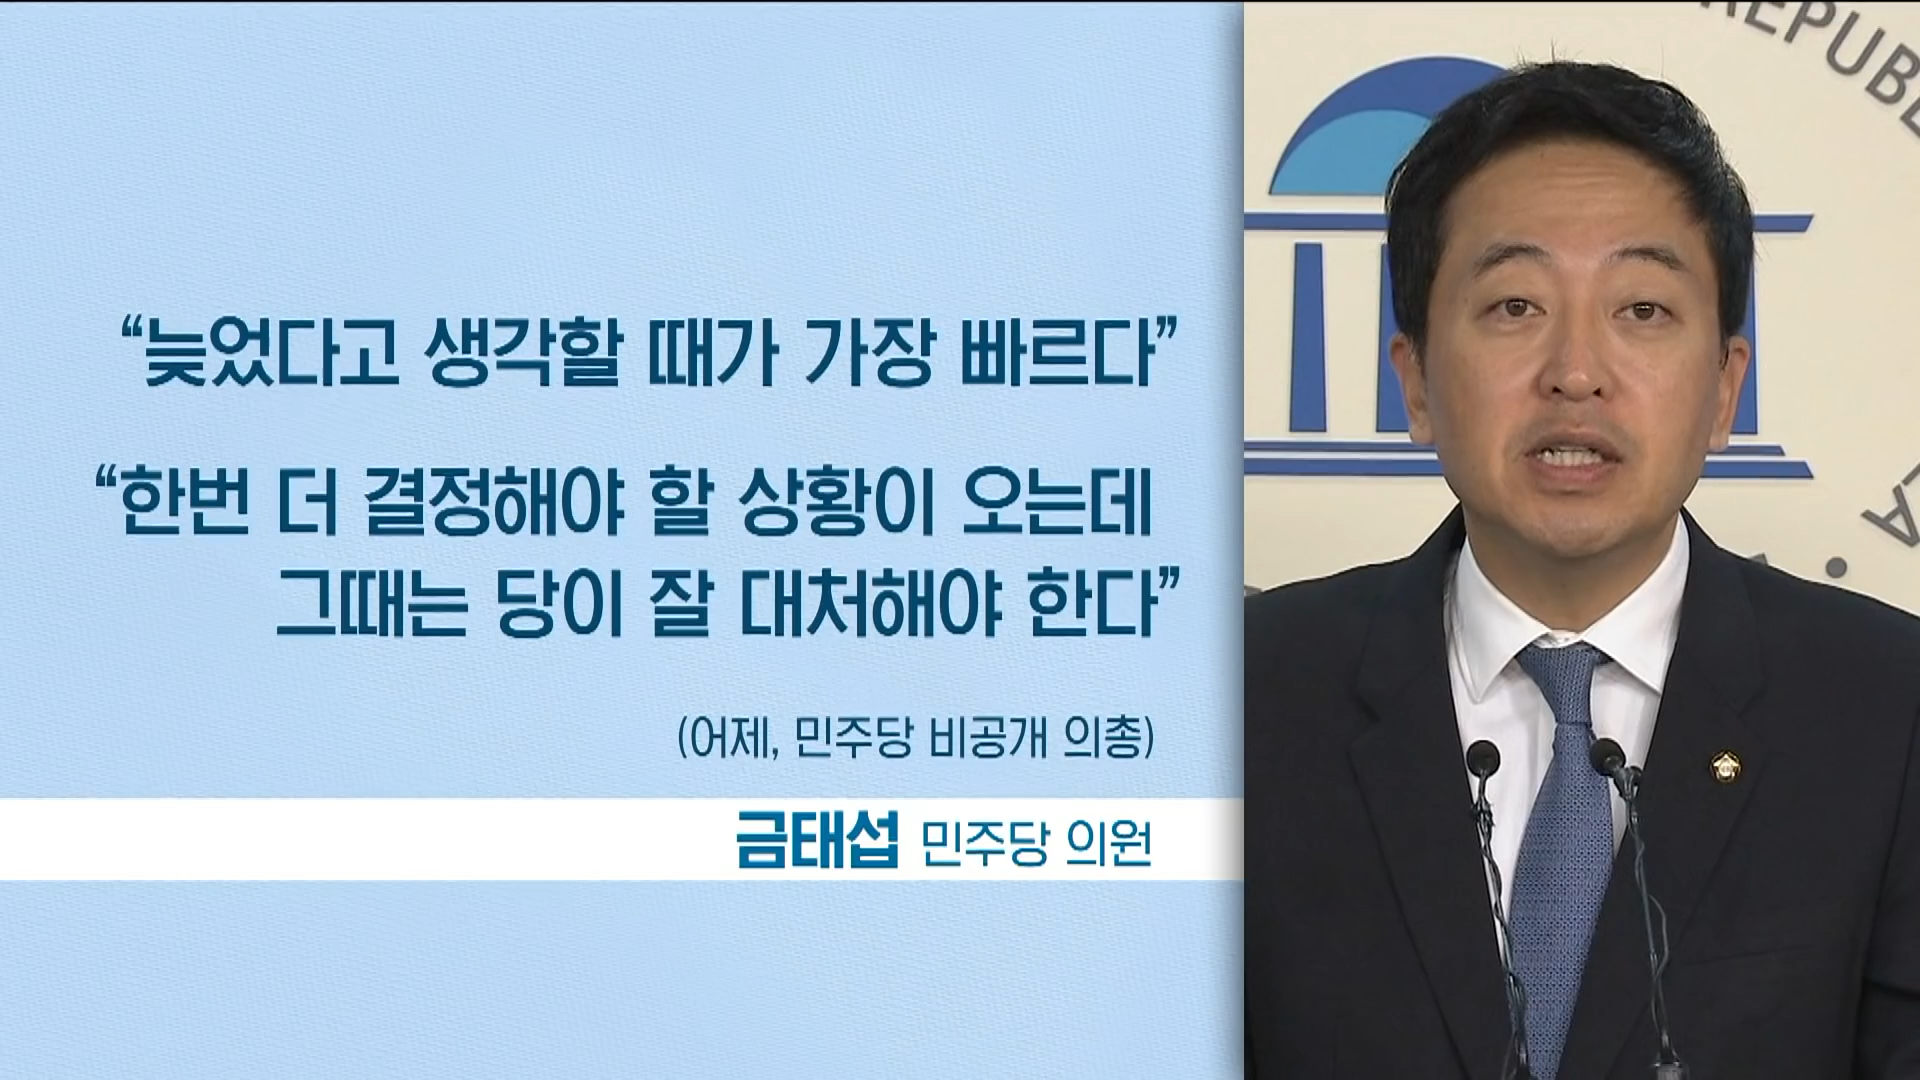 “늦었다고 생각할 때가 가장 빠르다”
“한번 더 결정해야 할 상황이 오는데
그때는 당이 잘 대처해야 한다”
(어제, 민주당 비공개 의총)
금태섭 민주당 의원
REPUB